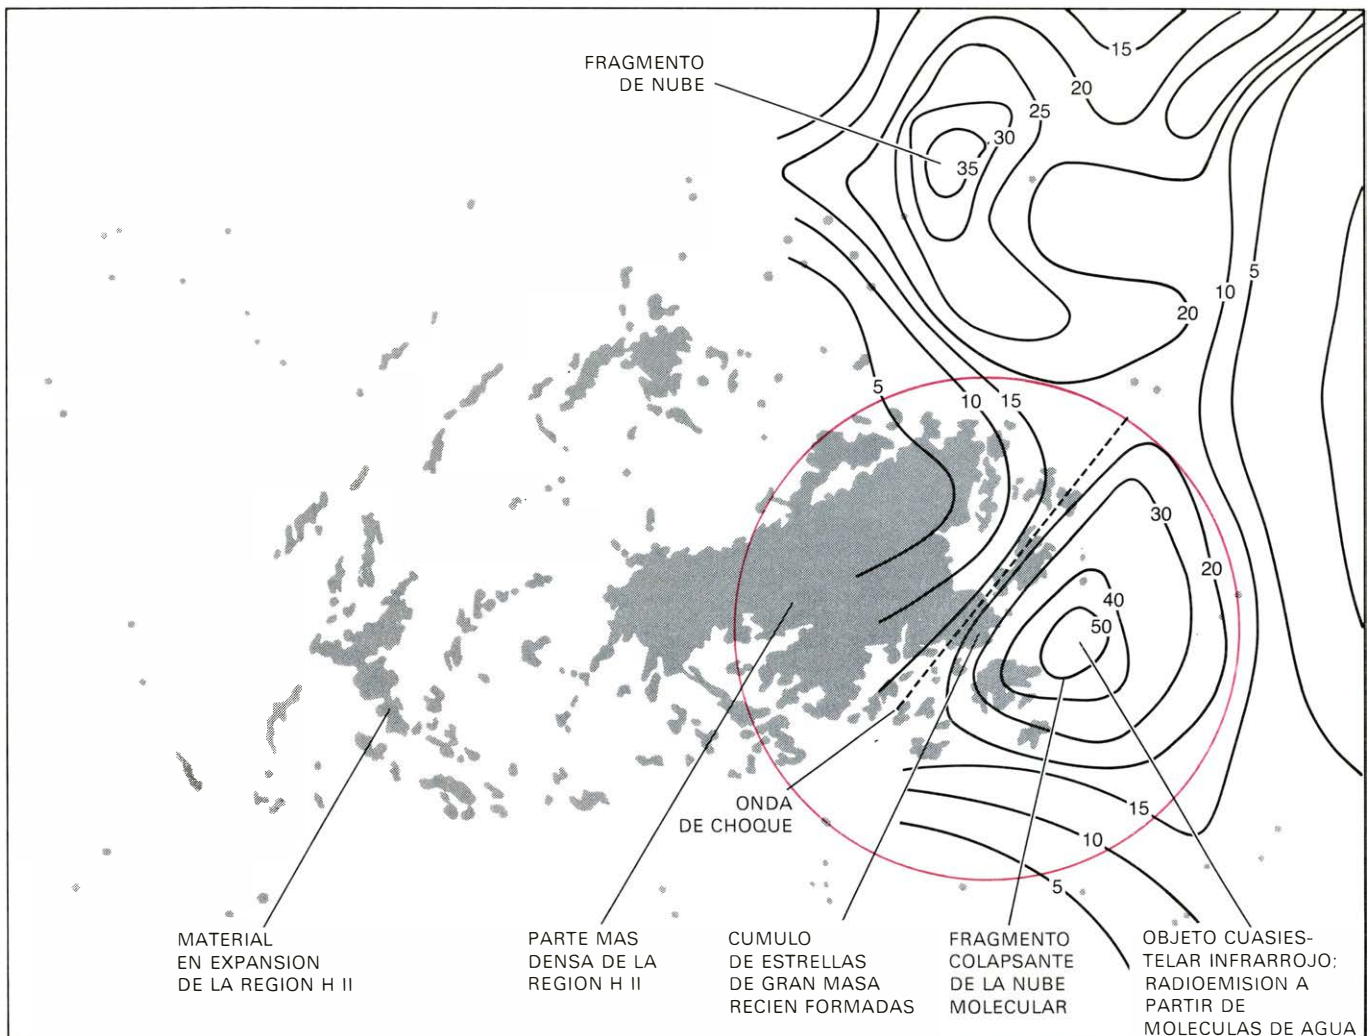 FRAGMENTO
DE NUBE
15
20
25
30
35
5
10
20
5
10
15
30
20
40
50
15
10
5
ONDA
DE CHOQUE
MATERIAL
EN EXPANSION
DE LA REGION H II
PARTE MAS
DENSA DE LA
REGION H II
CUMULO
DE ESTRELLAS
DE GRAN MASA
RECIEN FORMADAS
FRAGMENTO
COLAPSANTE
DE LA NUBE
MOLECULAR
OBJETO CUASIES-
TELAR INFRARROJO;
RADIOEMISION A
PARTIR DE
MOLECULAS DE AGUA